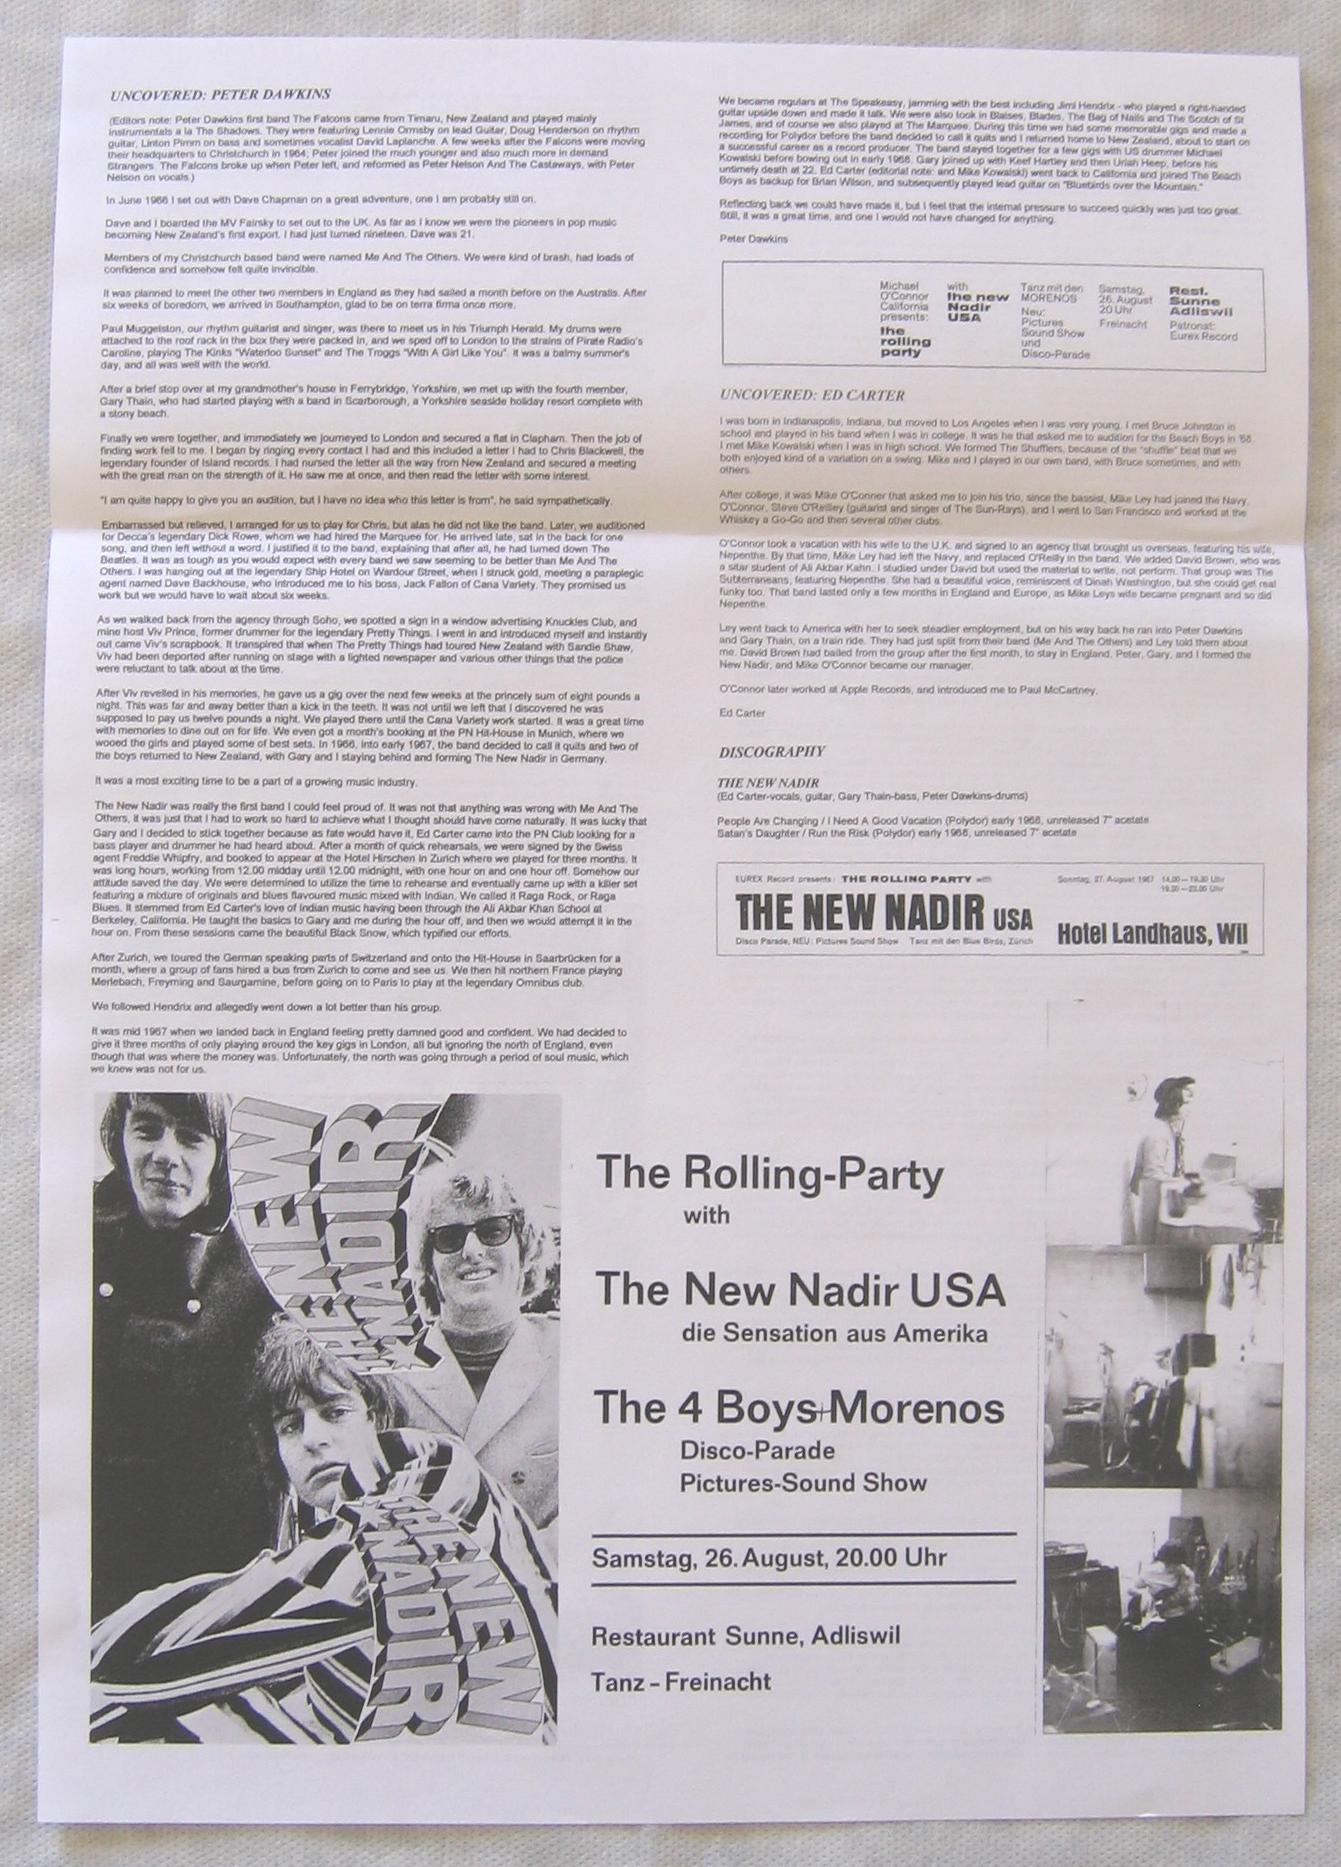 UNCOVERED: PETER DAWKINS
(Editors note: Peter Dawkins first band The Falcons came from Timaru, New Zealand and played mainly
instrumentals a la The Shadows. They were featuring Lennie Ormsby on lead Guitar, Doug Henderson on rhythm
guitar, Linton Pimm on bass and sometimes vocalist David Laplanche. A few weeks after the Falcons were moving
their headquarters to Christchurch in 1964; Peter joined the much younger and also much more in demand
Strangers. The Falcons broke up when Peter left, and reformed as Peter Nelson And The Castaways, with Peter
Nelson on vocals.)
In June 1966 I set out with Dave Chapman on a great adventure, one I am probably still on.
Dave and I boarded the MV Fairsky to set out to the UK. As far as I know we were the pioneers in pop music
becoming New Zealand's first export. I had just turned nineteen. Dave was 21.
Members of my Christchurch based band were named Me And The Others. We were kind of brash, had loads of
confidence and somehow felt quite invincible.
It was planned to meet the other two members in England as they had sailed a month before on the Australis. After
six weeks of boredom, we arrived in Southampton, glad to be on terra firma once more.
Paul Muggelston, our rhythm guitarist and singer, was there to meet us in his Triumph Herald. My drums were
attached to the roof rack in the box they were packed in, and we sped off to London to the strains of Pirate Radio's
Caroline, playing The Kinks "Waterloo Sunset" and The Troggs "With A Girl Like You". It was a balmy summer's
day, and all was well with the world.
After a brief stop over at my grandmother's house in Ferrybridge, Yorkshire, we met up with the fourth member,
Gary Thain, who had started playing with a band in Scarborough, a Yorkshire seaside holiday resort complete with
a stony beach.
Finally we were together, and immediately we journeyed to London and secured a flat in Clapham. Then the job of
finding work fell to me. I began by ringing every contact I had and this included a letter I had to Chris Blackwell, the
legendary founder of Island records. I had nursed the letter all the way from New Zealand and secured a meeting
with the great man on the strength of it. He saw me at once, and then read the letter with some interest.
"I am quite happy to give you an audition, but I have no idea who this letter is from", he said sympathetically.
Embarrassed but relieved, I arranged for us to play for Chris, but alas he did not like the band. Later, we auditioned
for Decca's legendary Dick Rowe, whom we had hired the Marquee for. He arrived late, sat in the back for one
song, and then left without a word. I justified it to the band, explaining that after all, he had turned down The
Beatles. It was as tough as you would expect with every band we saw seeming to be better than Me And The
Others. I was hanging out at the legendary Ship Hotel on Wardour Street, when I struck gold, meeting a paraplegic
agent named Dave Backhouse, who introduced me to his boss, Jack Fallon of Cana Variety. They promised us
work but we would have to wait about six weeks.
As we walked back from the agency through Soho, we spotted a sign in a window advertising Knuckles Club, and
mine host Viv Prince, former drummer for the legendary Pretty Things. I went in and introduced myself and instantly
out came Viv's scrapbook. It transpired that when The Pretty Things had toured New Zealand with Sandie Shaw,
Viv had been deported after running on stage with a lighted newspaper and various other things that the police
were reluctant to talk about at the time.
After Viv revelled in his memories, he gave us a gig over the next few weeks at the princely sum of eight pounds a
night. This was far and away better than a kick in the teeth. It was not until we left that I discovered he was
supposed to pay us twelve pounds a night. We played there until the Cana Variety work started. It was a great time
with memories to dine out on for life. We even got a month's booking at the PN Hit-House in Munich, where we
wooed the girls and played some of best sets. In 1966, into early 1967, the band decided to call it quits and two of
the boys returned to New Zealand, with Gary and I staying behind and forming The New Nadir in Germany.
It was a most exciting time to be a part of a growing music industry.
The New Nadir was really the first band I could feel proud of. It was not that anything was wrong with Me And The
Others, it was just that I had to work so hard to achieve what I thought should have come naturally. It was lucky that
Gary and I decided to stick together because as fate would have it, Ed Carter came into the PN Club looking for a
bass player and drummer he had heard about. After a month of quick rehearsals, we were signed by the Swiss
agent Freddie Whipfry, and booked to appear at the Hotel Hirschen in Zurich where we played for three months. It
was long hours, working from 12.00 midday until 12.00 midnight, with one hour on and one hour off. Somehow our
attitude saved the day. We were determined to utilize the time to rehearse and eventually came up with a killer set
featuring a mixture of originals and blues flavoured music mixed with Indian. We called it Raga Rock, or Raga
Blues. It stemmed from Ed Carter's love of Indian music having been through the Ali Akbar Khan School at
Berkeley, California. He taught the basics to Gary and me during the hour off, and then we would attempt it in the
hour on. From these sessions came the beautiful Black Snow, which typified our efforts.
After Zurich, we toured the German speaking parts of Switzerland and onto the Hit-House in Saarbrücken for a
month, where a group of fans hired a bus from Zurich to come and see us. We then hit northern France playing
Merlebach, Freyming and Saurgamine, before going on to Paris to play at the legendary Omnibus club.
We followed Hendrix and allegedly went down a lot better than his group.
It was mid 1967 when we landed back in England feeling pretty damned good and confident. We had decided to
give it three months of only playing around the key gigs in London, all but ignoring the north of England, even
though that was where the money was. Unfortunately, the north was going through a period of soul music, which
we knew was not for us.
We became regulars at The Speakeasy, jamming with the best including Jimi Hendrix - who played a right-handed
guitar upside down and made it talk. We were also took in Blaises, Blades, The Bag of Nails and The Scotch of St
James, and of course we also played at The Marquee. During this time we had some memorable gigs and made a
recording for Polydor before the band decided to call it quits and I returned home to New Zealand, about to start on
a successful career as a record producer. The band stayed together for a few gigs with US drummer Michael
Kowalski before bowing out in early 1968. Gary joined up with Keef Hartley and then Uriah Heep, before his
untimely death at 22. Ed Carter (editorial note: and Mike Kowalski) went back to California and joined The Beach
Boys as backup for Brian Wilson, and subsequently played lead guitar on "Bluebirds over the Mountain."
Reflecting back we could have made it, but I feel that the internal pressure to succeed quickly was just too great.
Still, it was a great time, and one I would not have changed for anything.
Peter Dawkins
Michael
O'Connor
California
presents:
the
rolling
party
with
the new
Nadir
USA
Tanz mit den
MORENOS
Neu:
Pictures
Sound Show
und
Disco-Parade
Samstag,
26. August
20 Uhr
Freinacht
Rest.
Sunne
Adliswil
Patronat:
Eurex Record
UNCOVERED: ED CARTER
I was born in Indianapolis, Indiana, but moved to Los Angeles when I was very young. I met Bruce Johnston in
school and played in his band when I was in college. It was he that asked me to audition for the Beach Boys in '68.
I met Mike Kowalski when I was in high school. We formed The Shufflers, because of the "shuffle" beat that we
both enjoyed kind of a variation on a swing. Mike and I played in our own band, with Bruce sometimes, and with
others.
After college, it was Mike O'Conner that asked me to join his trio, since the bassist, Mike Ley had joined the Navy.
O'Connor, Steve O'Reilley (guitarist and singer of The Sun-Rays), and I went to San Francisco and worked at the
Whiskey a Go-Go and then several other clubs.
O'Connor took a vacation with his wife to the U.K. and signed to an agency that brought us overseas, featuring his wife,
Nepenthe. By that time, Mike Ley had left the Navy, and replaced O'Reilly in the band. We added David Brown, who was
a sitar student of Ali Akbar Kahn. I studied under David but used the material to write, not perform. That group was The
Subterraneans, featuring Nepenthe. She had a beautiful voice, reminiscent of Dinah Washington, but she could get real
funky too. That band lasted only a few months in England and Europe, as Mike Leys wife became pregnant and so did
Nepenthe.
Ley went back to America with her to seek steadier employment, but on his way back he ran into Peter Dawkins
and Gary Thain, on a train ride. They had just split from their band (Me And The Others) and Ley told them about
me. David Brown had bailed from the group after the first month, to stay in England. Peter, Gary, and I formed the
New Nadir, and Mike O'Connor became our manager.
O'Connor later worked at Apple Records, and introduced me to Paul McCartney.
Ed Carter
DISCOGRAPHY
THE NEW NADIR
(Ed Carter-vocals, guitar, Gary Thain-bass, Peter Dawkins-drums)
People Are Changing / I Need A Good Vacation (Polydor) early 1968, unreleased 7" acetate
Satan's Daughter / Run the Risk (Polydor) early 1968, unreleased 7" acetate
EUREX Record presents: THE ROLLING PARTY with
Sonntag, 27. August 1967 14.00—18.30 Uhr
19.30—23.00 Uhr
THE NEW NADIR USA
Hotel Landhaus, Wil
Disco Parade, NEU: Pictures Sound Show Tanz mit den Blue Birds, Zürich
THE NEW NADIR
THE NEW NADIR
The Rolling-Party
with
The New Nadir USA
die Sensation aus Amerika
The 4 Boys+Morenos
Disco-Parade
Pictures-Sound Show
Samstag, 26. August, 20.00 Uhr
Restaurant Sunne, Adliswil
Tanz - Freinacht